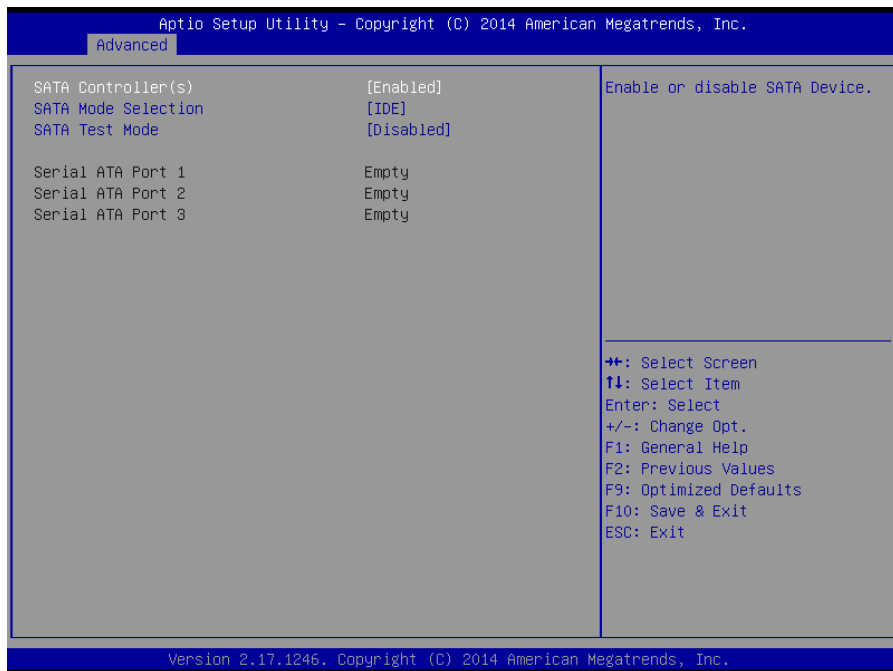 Aptio Setup Utility – Copyright (C) 2014 American Megatrends, Inc.
Advanced
SATA Controller(s) [Enabled]
SATA Mode Selection [IDE]
SATA Test Mode [Disabled]
Serial ATA Port 1 Empty
Serial ATA Port 2 Empty
Serial ATA Port 3 Empty
Enable or disable SATA Device.
→←: Select Screen
↑↓: Select Item
Enter: Select
+/-: Change Opt.
F1: General Help
F2: Previous Values
F9: Optimized Defaults
F10: Save & Exit
ESC: Exit
Version 2.17.1246. Copyright (C) 2014 American Megatrends, Inc.